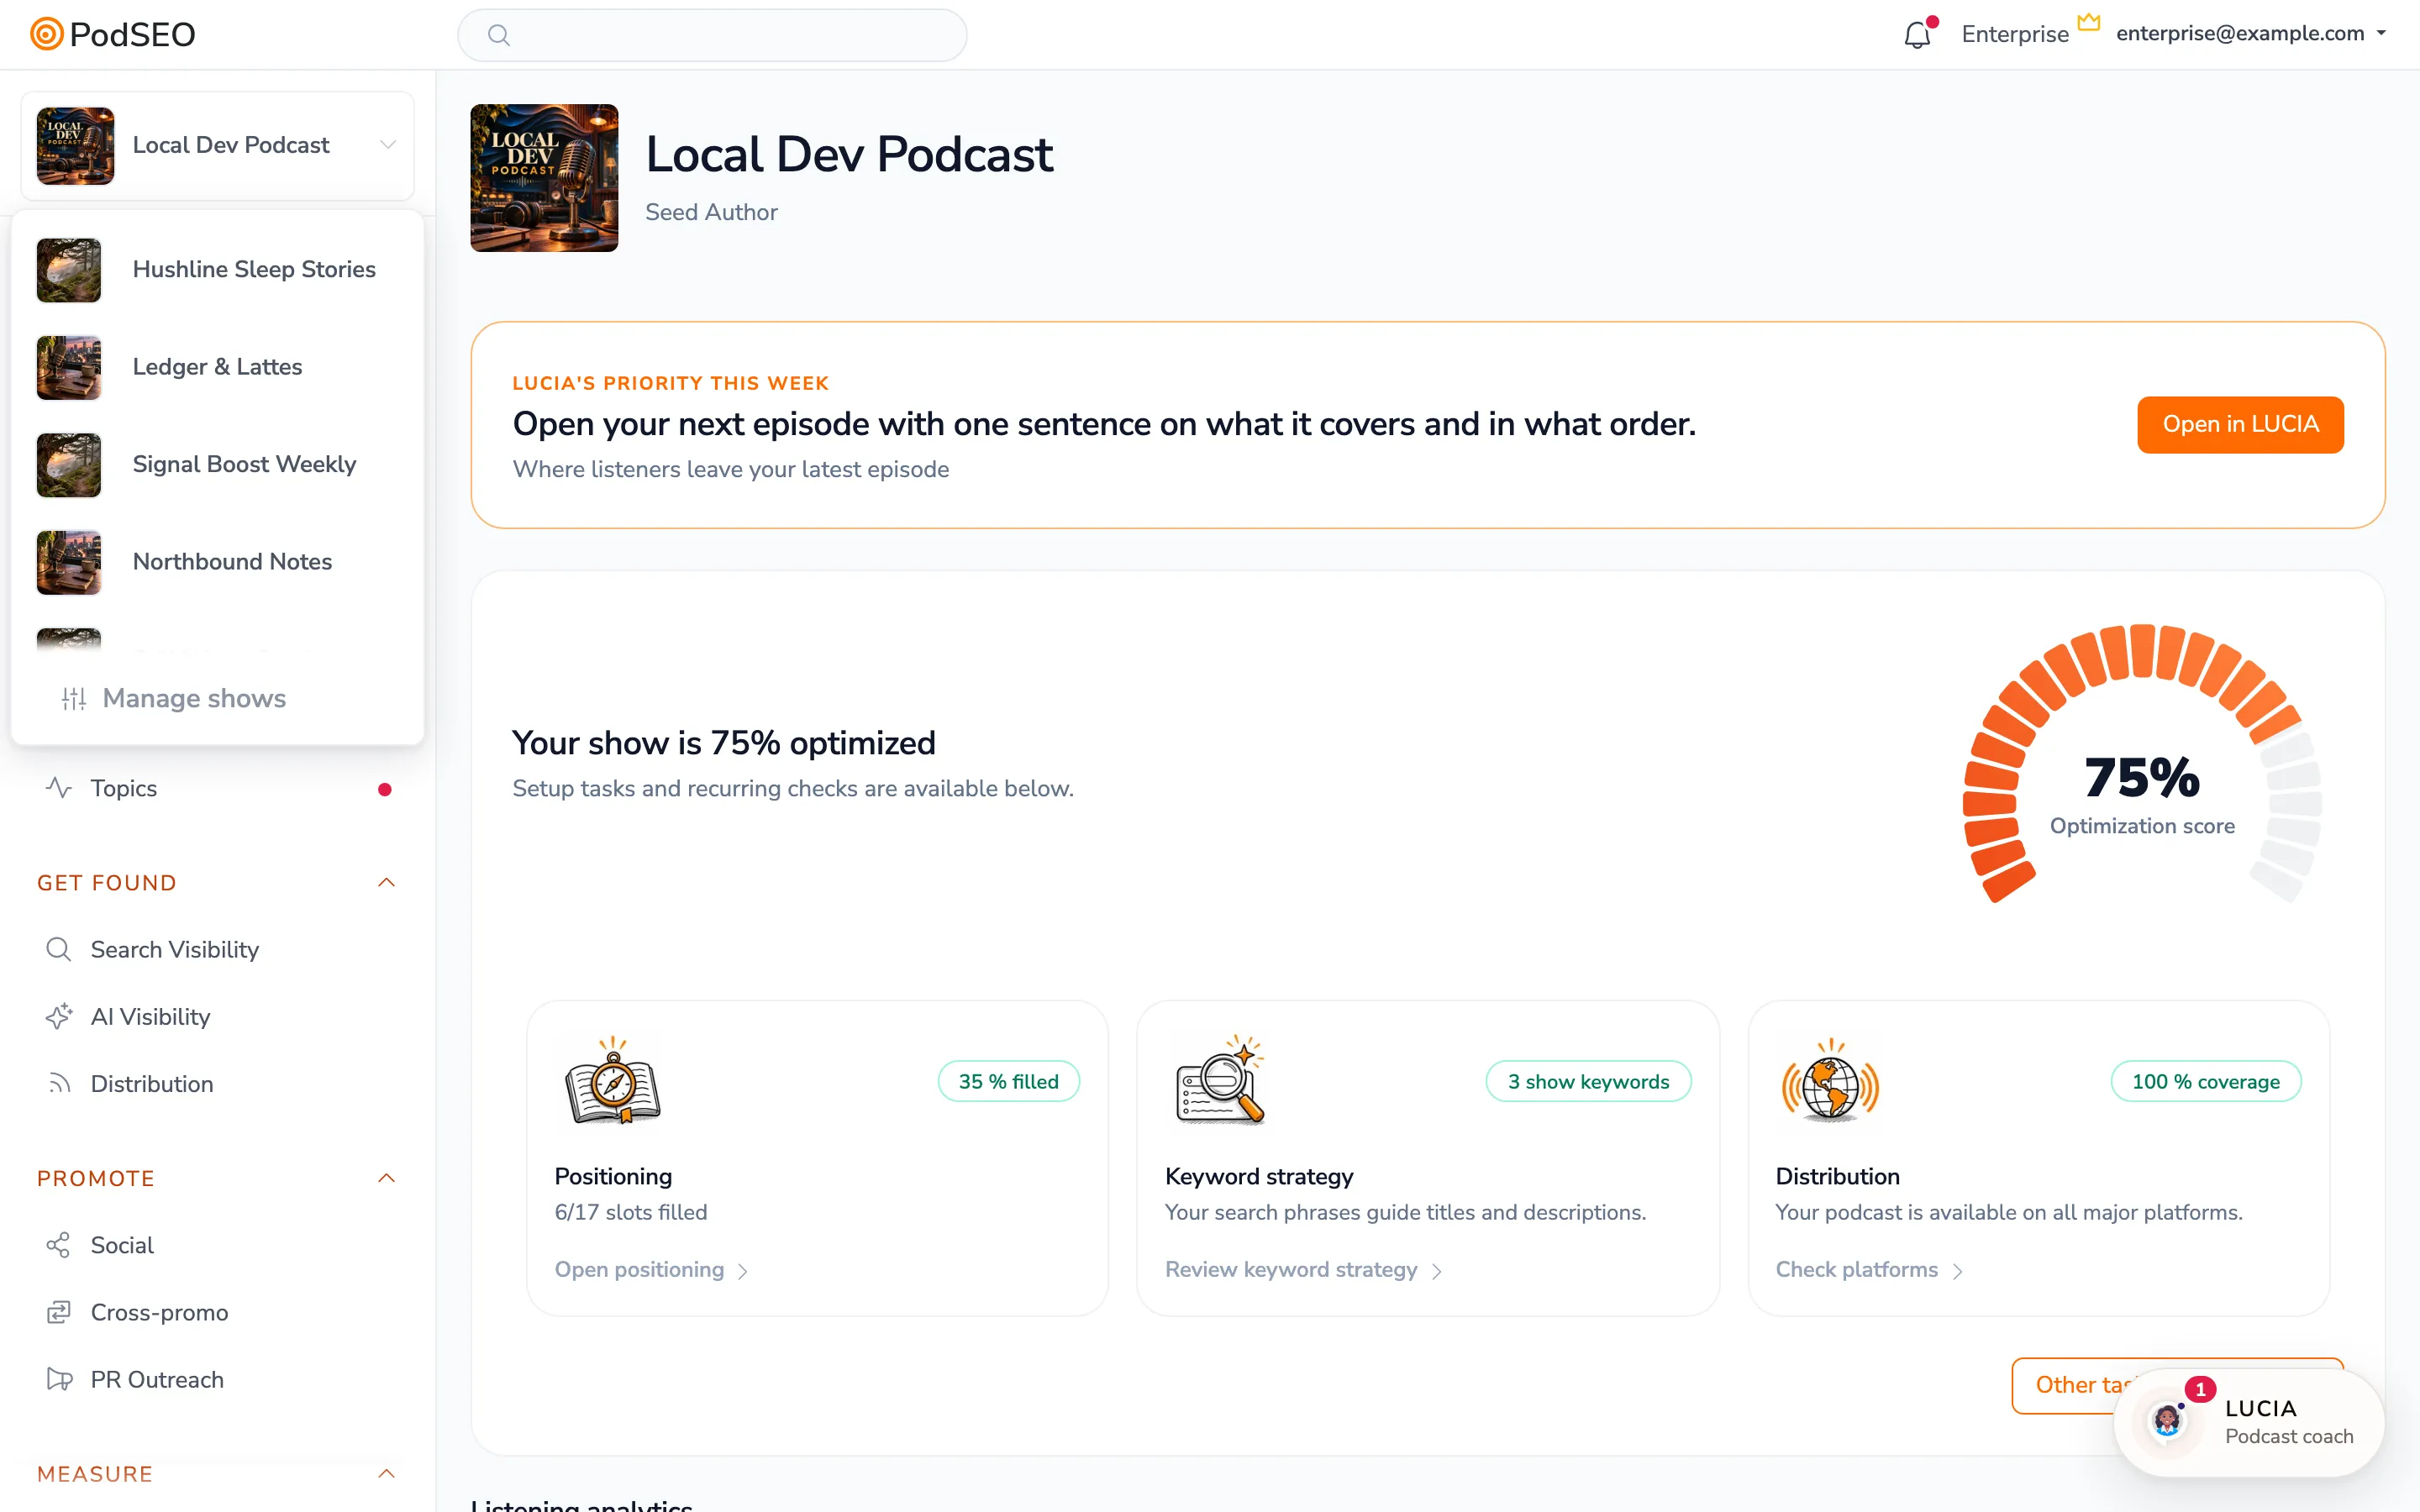 PodSEO
Enterprise
enterprise@example.com
Local Dev Podcast
Hushline Sleep Stories
Ledger & Lattes
Signal Boost Weekly
Northbound Notes
Manage shows
Topics
GET FOUND
Search Visibility
AI Visibility
Distribution
PROMOTE
Social
Cross-promo
PR Outreach
MEASURE
LOCAL
DEV
PODCAST
Local Dev Podcast
Seed Author
LUCIA'S PRIORITY THIS WEEK
Open your next episode with one sentence on what it covers and in what order.
Where listeners leave your latest episode
Open in LUCIA
Your show is 75% optimized
Setup tasks and recurring checks are available below.
75%
Optimization score
35 % filled
Positioning
6/17 slots filled
Open positioning
3 show keywords
Keyword strategy
Your search phrases guide titles and descriptions.
Review keyword strategy
100 % coverage
Distribution
Your podcast is available on all major platforms.
Check platforms
Other
1
LUCIA
Podcast coach
Listening analytics